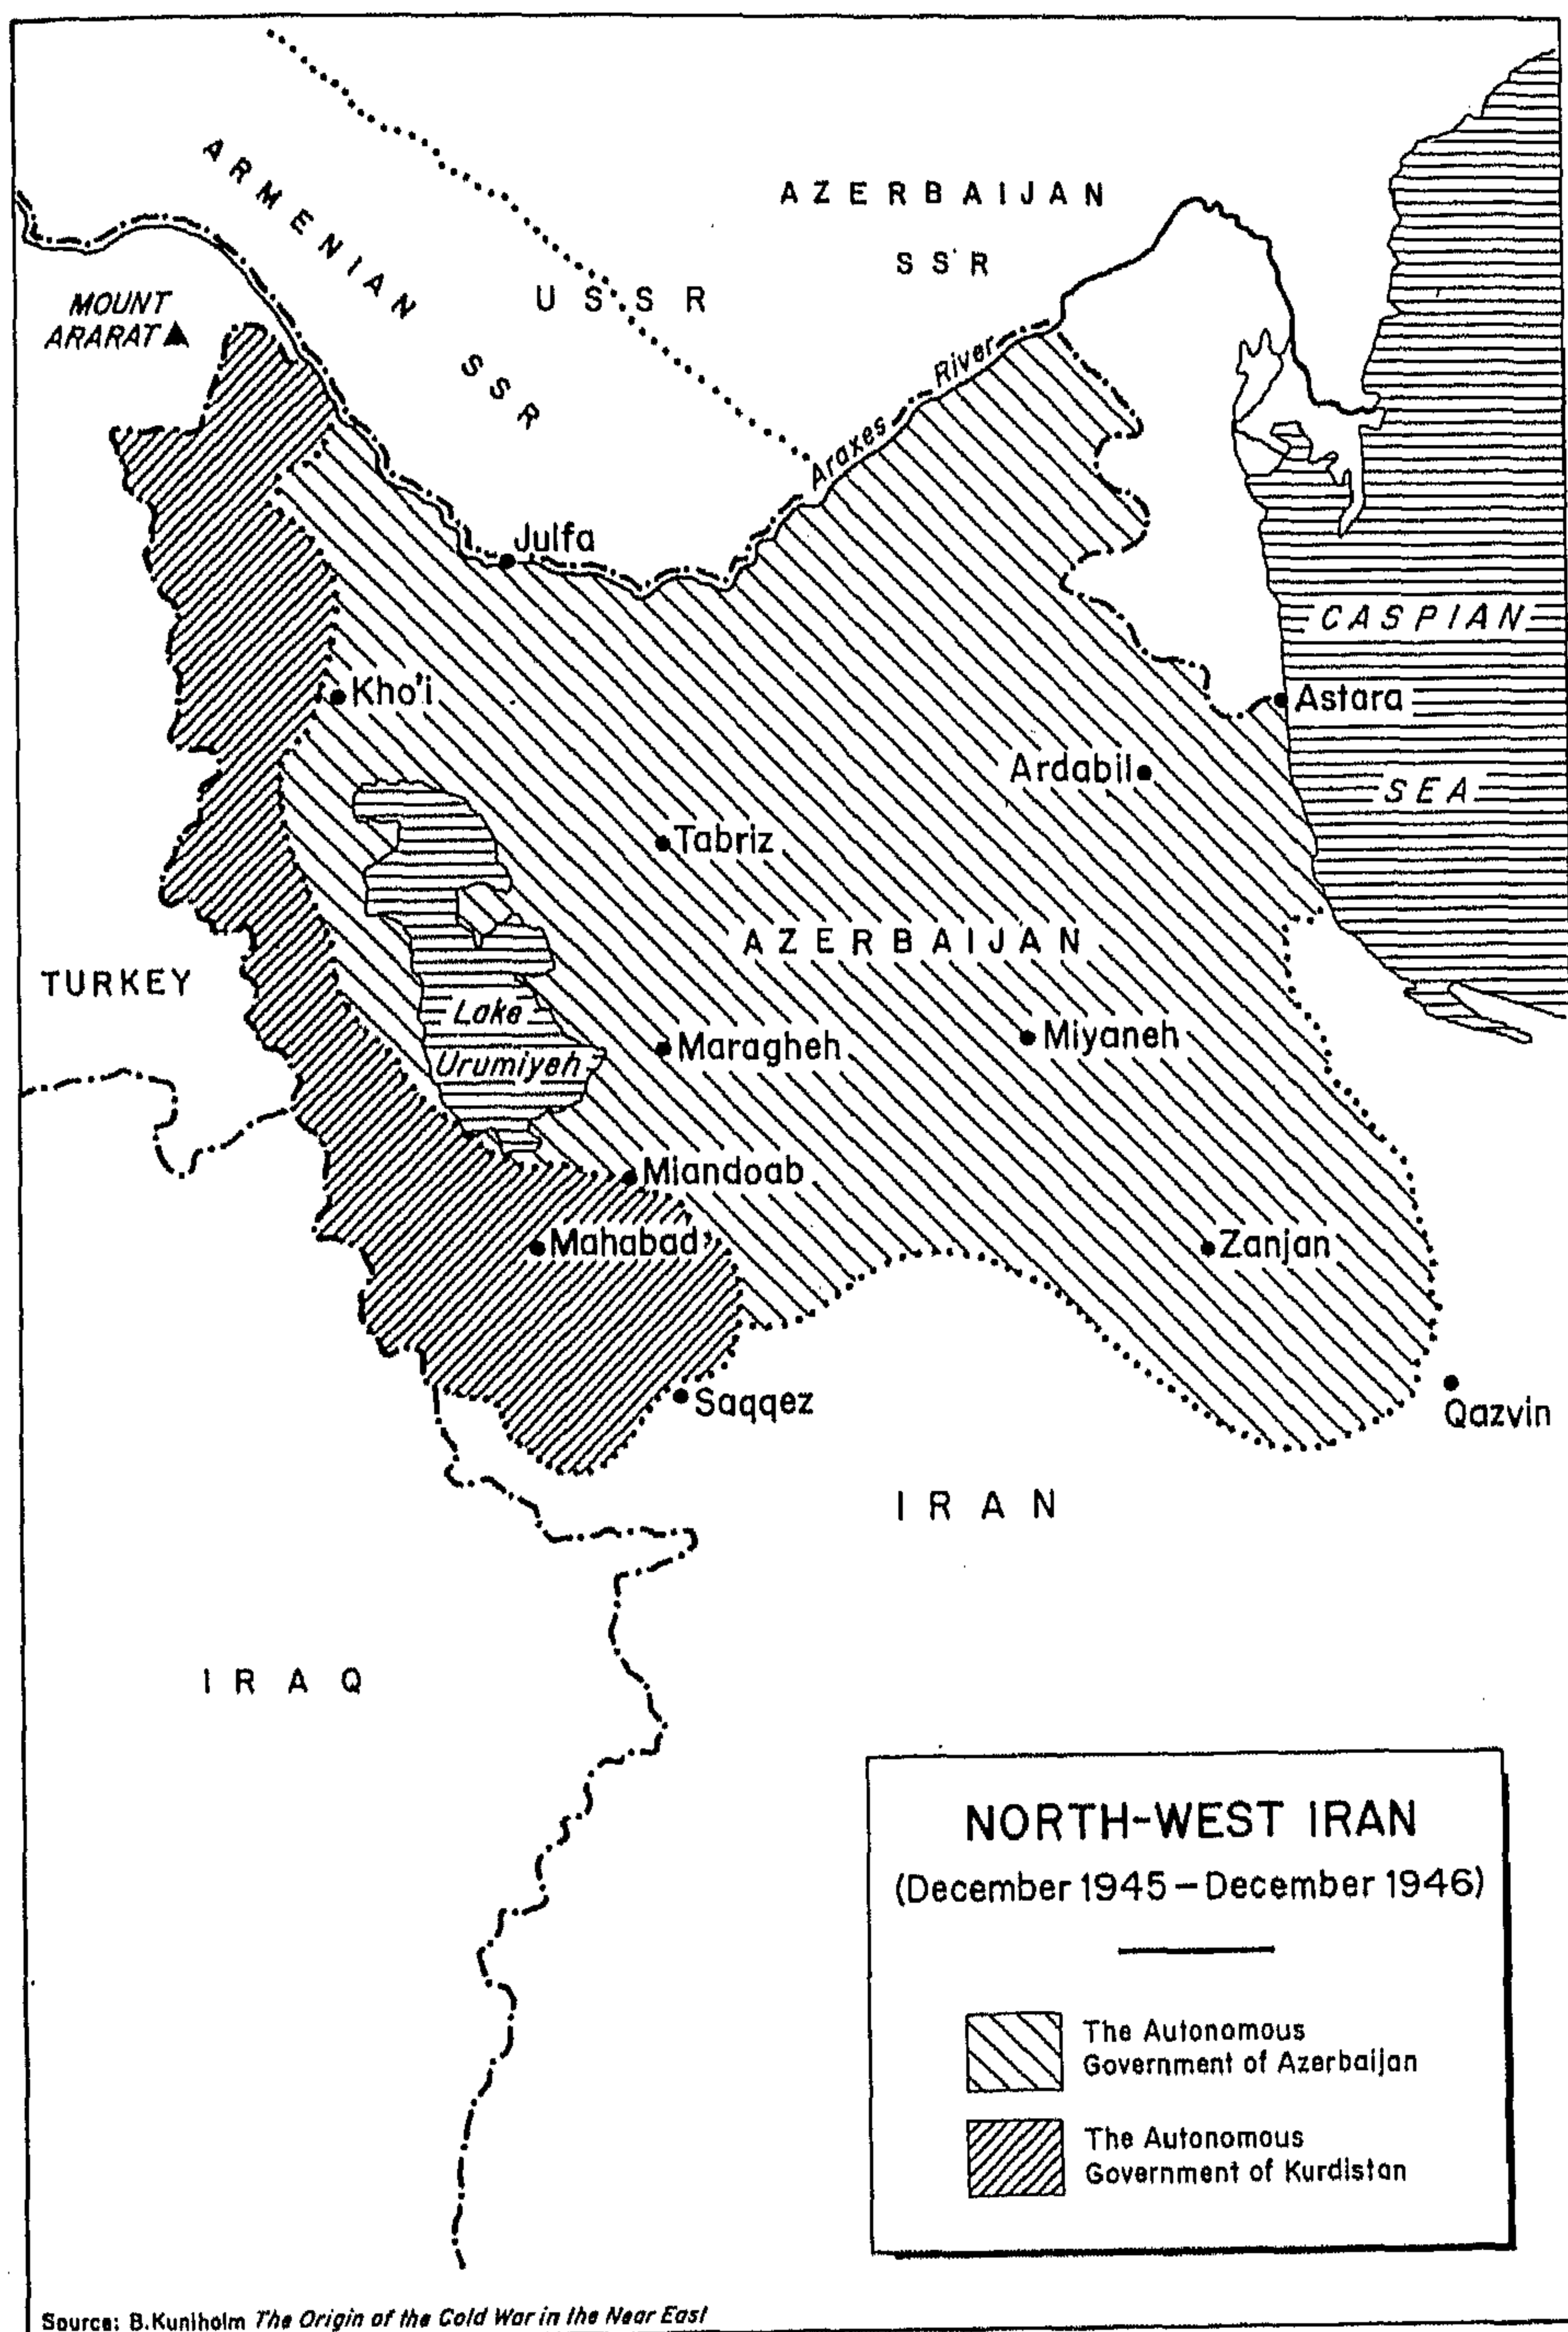 ARMENIAN SSR
AZERBAIJAN
SSR
USSR
MOUNT
ARARAT
Araxes River
Julfa
CASPIAN
SEA
Kho'i
Astara
Ardabil
Tabriz
AZERBAIJAN
TURKEY
Lake
Urumiyeh
Maragheh
Miyaneh
Miandoab
Mahabad
Zanjan
Saqqez
Qazvin
IRAN
IRAQ
NORTH-WEST IRAN
(December 1945 – December 1946)
The Autonomous
Government of Azerbaijan
The Autonomous
Government of Kurdistan
Source: B.Kuniholm The Origin of the Cold War in the Near East